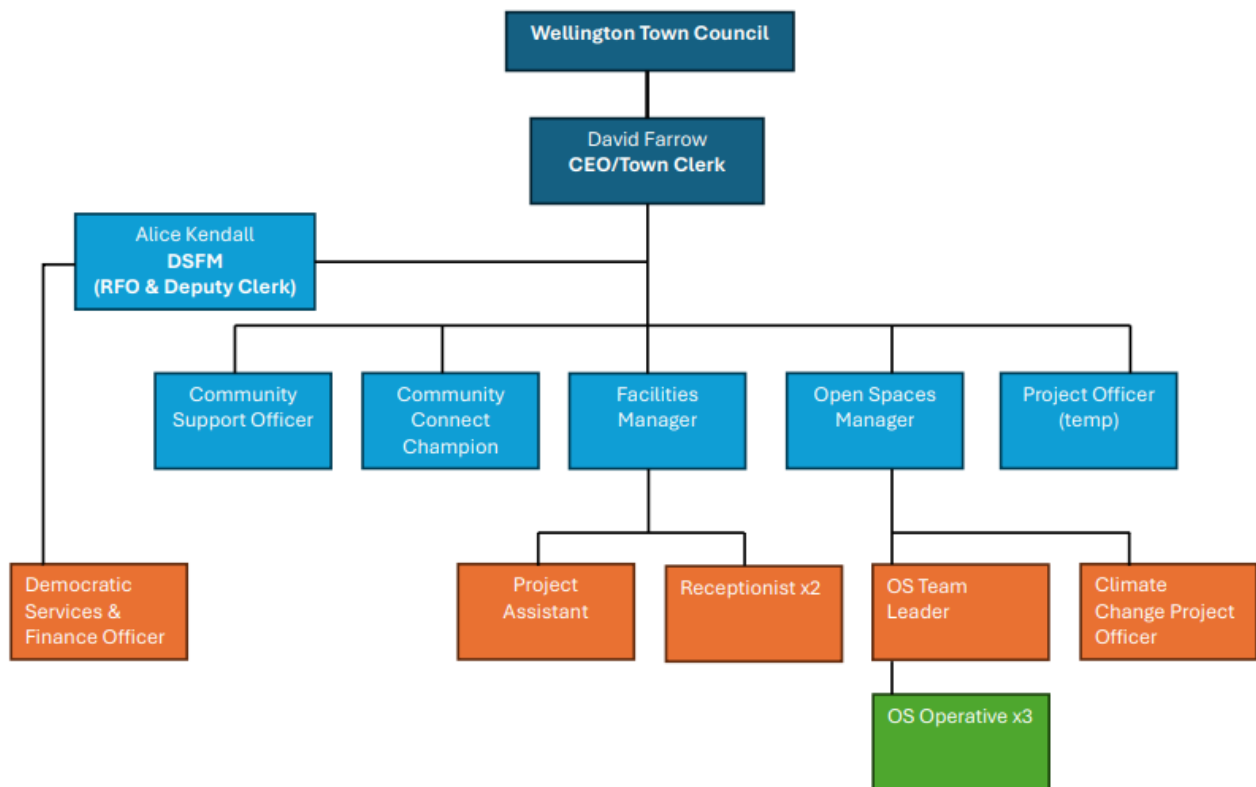 Wellington Town Council
David Farrow
CEO/Town Clerk
Alice Kendall
DSFM
(RFO & Deputy Clerk)
Community
Support Officer
Community
Connect
Champion
Facilities
Manager
Open Spaces
Manager
Project Officer
(temp)
Democratic
Services &
Finance Officer
Project
Assistant
Receptionist x2
OS Team
Leader
Climate
Change Project
Officer
OS Operative x3